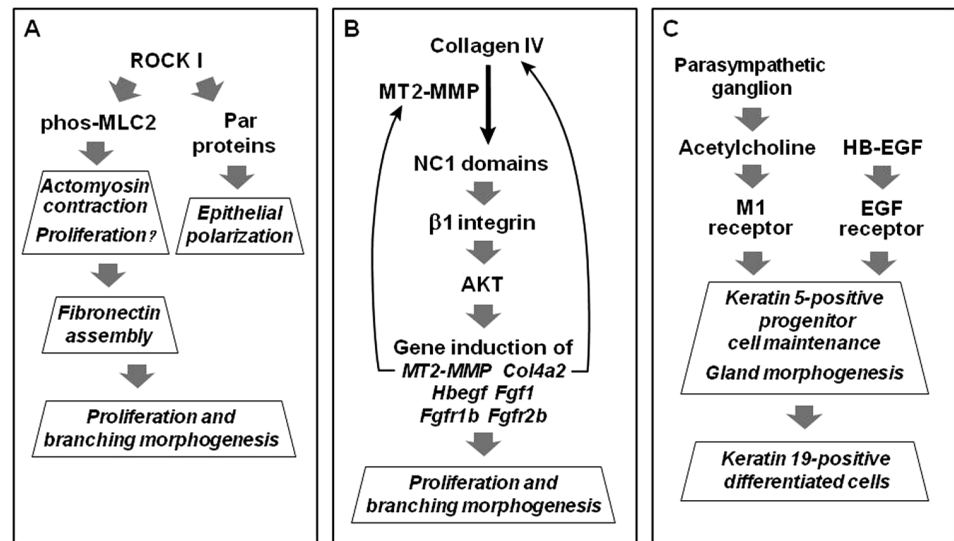 A
ROCK I
phos-MLC2
Par
proteins
Actomyosin
contraction
Proliferation?
Epithelial
polarization
Fibronectin
assembly
Proliferation and
branching morphogenesis
B
Collagen IV
MT2-MMP
NC1 domains
β1 integrin
AKT
Gene induction of
MT2-MMP Col4a2
Hbegf Fgf1
Fgfr1b Fgfr2b
Proliferation and
branching morphogenesis
C
Parasympathetic
ganglion
Acetylcholine
HB-EGF
M1
receptor
EGF
receptor
Keratin 5-positive
progenitor
cell maintenance
Gland morphogenesis
Keratin 19-positive
differentiated cells